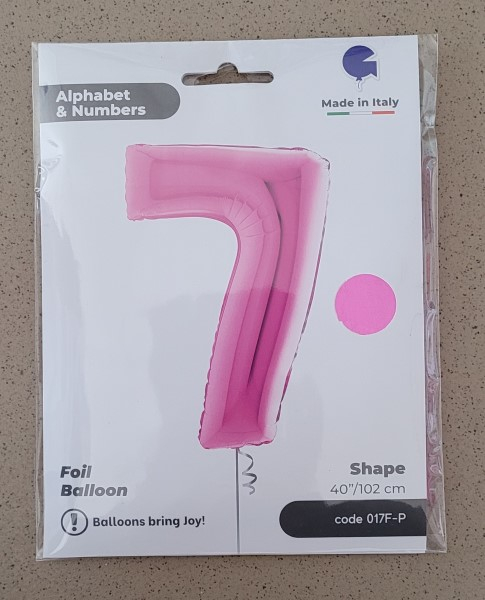 Alphabet
& Numbers
Made in Italy
7
Foil
Balloon
Balloons bring Joy!
Shape
40”/102 cm
code 017F-P